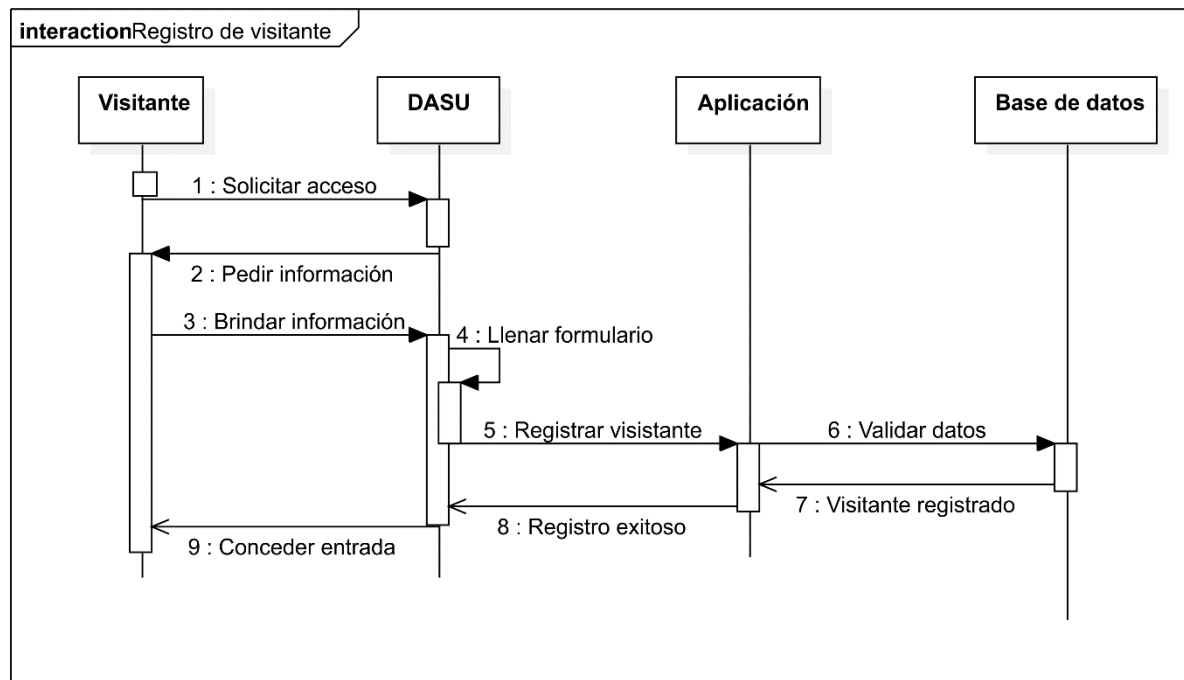 interactionRegistro de visitante
Visitante
DASU
Aplicación
Base de datos
1 : Solicitar acceso
2 : Pedir información
3 : Brindar información
4 : Llenar formulario
5 : Registrar visistante
6 : Validar datos
7 : Visitante registrado
8 : Registro exitoso
9 : Conceder entrada